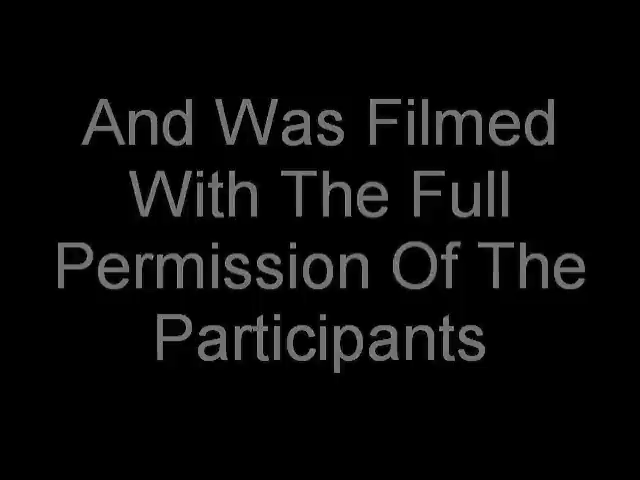 And Was Filmed
With The Full
Permission Of The
Participants